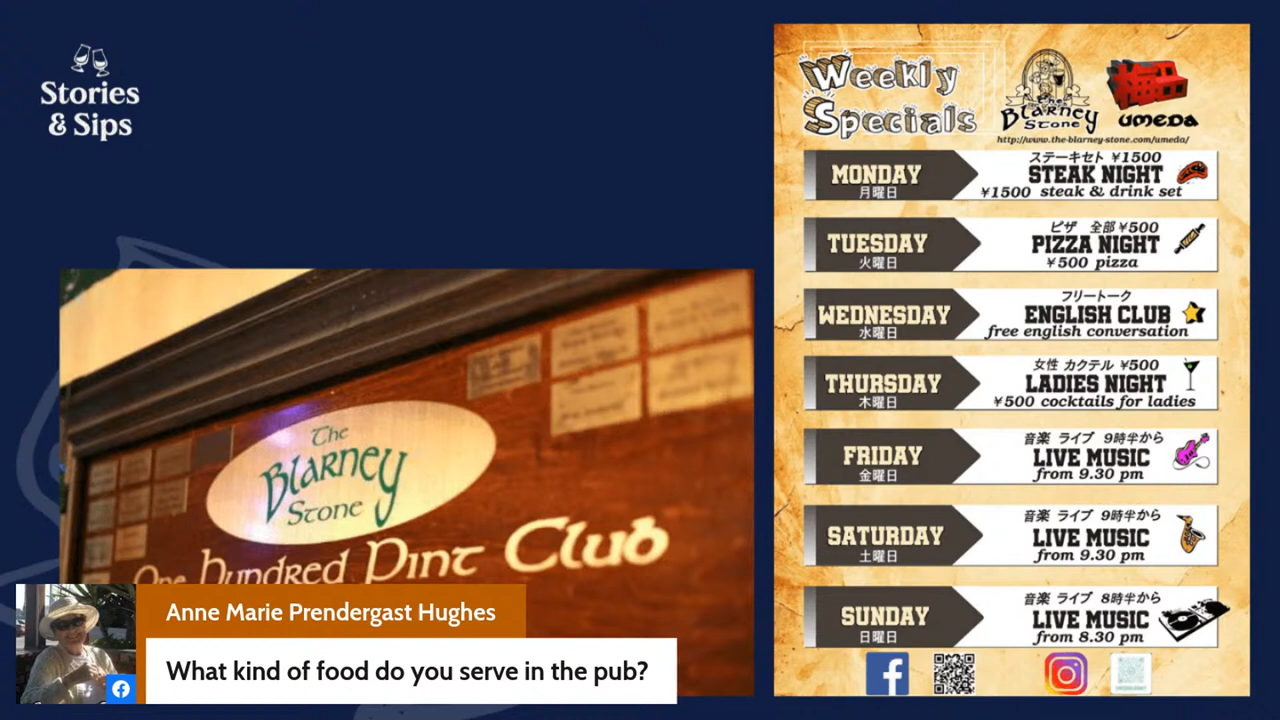 Stories
& Sips
Weekly
Specials
The
Blarney
Stone
梅田
UMEDA
http://www.the-blarney-stone.com/umeda/
MONDAY
月曜日
ステーキセト ¥1500
STEAK NIGHT
¥1500 steak & drink set
TUESDAY
火曜日
ピザ 全部 ¥500
PIZZA NIGHT
¥500 pizza
WEDNESDAY
水曜日
フリートーク
ENGLISH CLUB
free english conversation
THURSDAY
木曜日
女性 カクテル ¥500
LADIES NIGHT
¥500 cocktails for ladies
FRIDAY
金曜日
音楽 ライブ 9時半から
LIVE MUSIC
from 9.30 pm
SATURDAY
土曜日
音楽 ライブ 9時半から
LIVE MUSIC
from 9.30 pm
SUNDAY
日曜日
音楽 ライブ 8時半から
LIVE MUSIC
from 8.30 pm
The
Blarney
Stone
One hundred Pint Club
Anne Marie Prendergast Hughes
What kind of food do you serve in the pub?